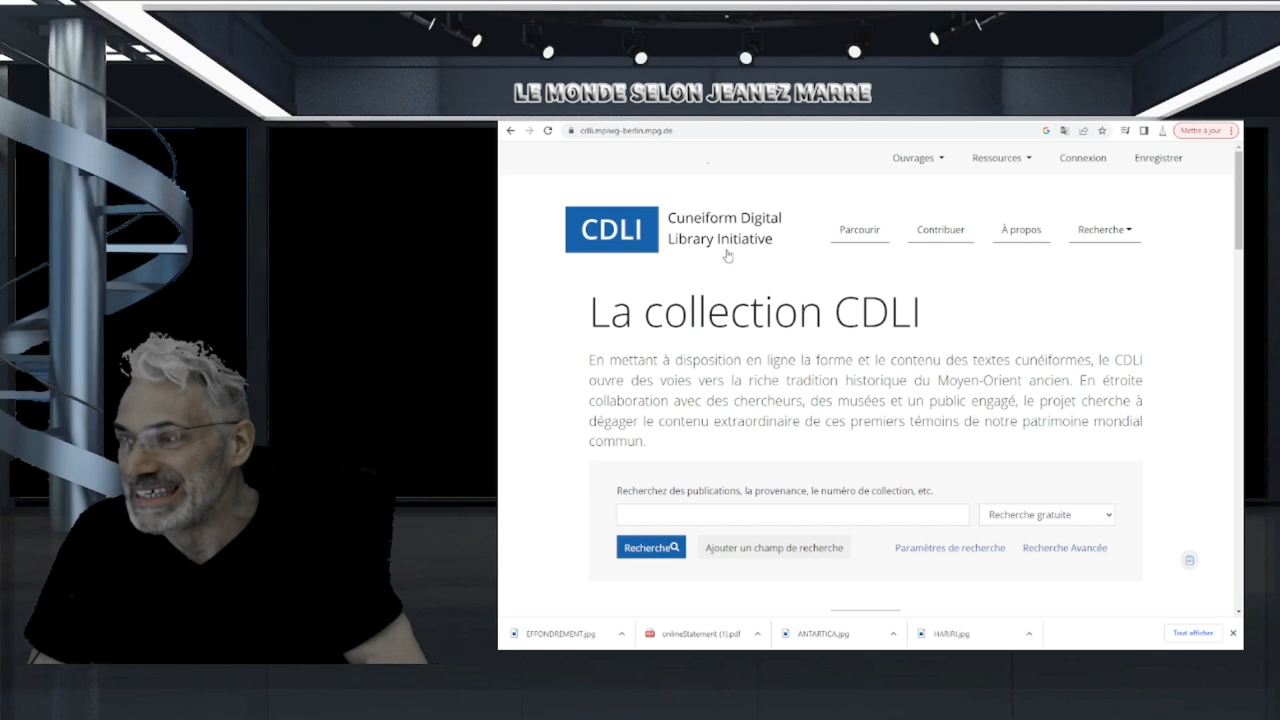 LE MONDE SELON JEANEZ MARRE
cdli.mpiwg-berlin.mpg.de
Mettre à jour
Ouvrages
Ressources
Connexion
Enregistrer
CDLI
Cuneiform Digital
Library Initiative
Parcourir
Contribuer
À propos
Recherche
La collection CDLI
En mettant à disposition en ligne la forme et le contenu des textes cunéiformes, le CDLI
ouvre des voies vers la riche tradition historique du Moyen-Orient ancien. En étroite
collaboration avec des chercheurs, des musées et un public engagé, le projet cherche à
dégager le contenu extraordinaire de ces premiers témoins de notre patrimoine mondial
commun.
Recherchez des publications, la provenance, le numéro de collection, etc.
Recherche gratuite
Recherche
Ajouter un champ de recherche
Paramètres de recherche
Recherche Avancée
EFFONDREMENT.jpg
onlineStatement (1).pdf
ANTARTICA.jpg
HARIRI.jpg
Tout afficher